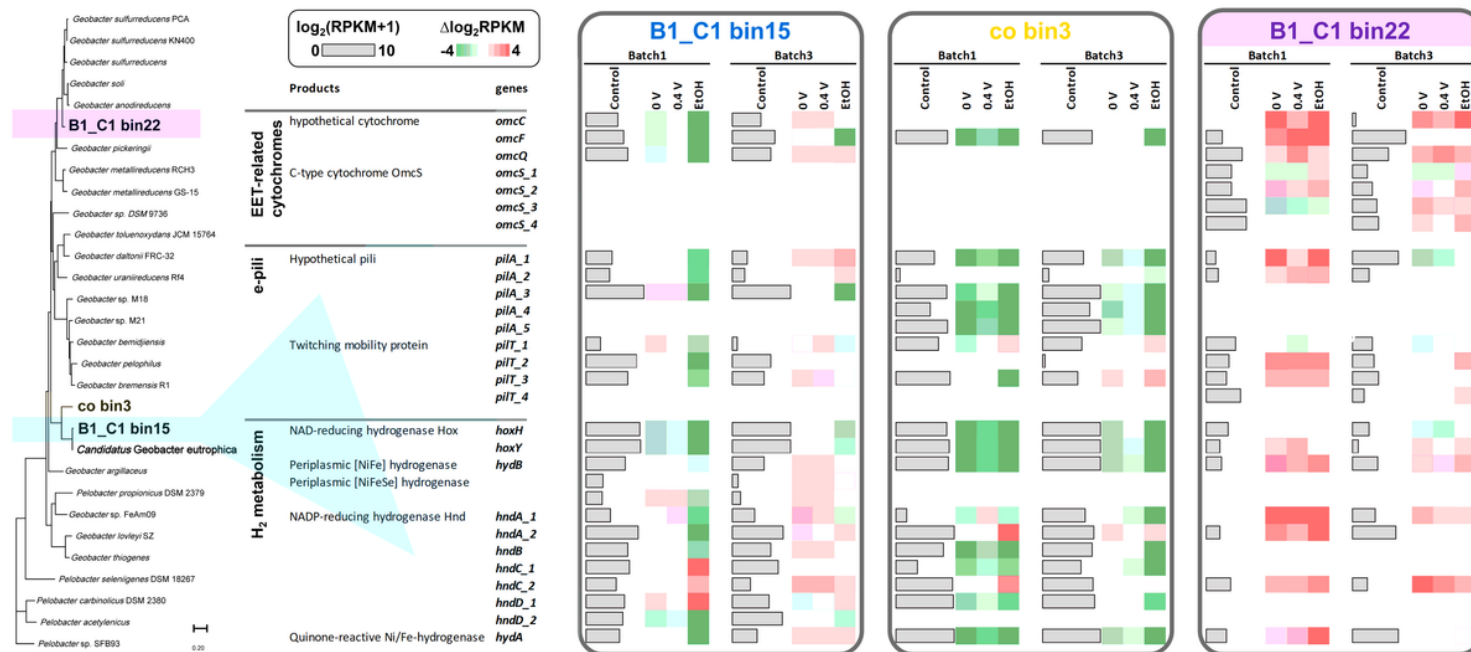 Geobacter sulfurreducens PCA
Geobacter sulfurreducens KN400
Geobacter sulfurreducens
Geobacter soli
Geobacter anodireducens
B1_C1 bin22
Geobacter pickeringii
Geobacter metallireducens RCH3
Geobacter metallireducens GS-15
Geobacter sp. DSM 9736
Geobacter toluenoxydans JCM 15764
Geobacter daltonii FRC-32
Geobacter uraniireducens Rf4
Geobacter sp. M18
Geobacter sp. M21
Geobacter bemidjiensis
Geobacter pelophilus
Geobacter bremensis R1
co bin3
B1_C1 bin15
Candidatus Geobacter eutrophica
Geobacter argillaceus
Pelobacter propionicus DSM 2379
Geobacter sp. FeAm09
Geobacter lovleyi SZ
Geobacter thiogenes
Pelobacter seleniigenes DSM 18267
Pelobacter carbinolicus DSM 2380
Pelobacter acetylenicus
Pelobacter sp. SFB93
0.20
log2(RPKM+1)
0 10
Δlog2RPKM
-4 4
Products genes
EET-related cytochromes
hypothetical cytochrome omcC
omcF
omcQ
C-type cytochrome OmcS omcS_1
omcS_2
omcS_3
omcS_4
e-pili
Hypothetical pili pilA_1
pilA_2
pilA_3
pilA_4
pilA_5
Twitching mobility protein pilT_1
pilT_2
pilT_3
pilT_4
H2 metabolism
NAD-reducing hydrogenase Hox hoxH
hoxY
Periplasmic [NiFe] hydrogenase hydB
Periplasmic [NiFeSe] hydrogenase
NADP-reducing hydrogenase Hnd hndA_1
hndA_2
hndB
hndC_1
hndC_2
hndD_1
hndD_2
Quinone-reactive Ni/Fe-hydrogenase hydA
B1_C1 bin15
Batch1 Batch3
Control 0 V 0.4 V EtOH Control 0 V 0.4 V EtOH
co bin3
Batch1 Batch3
Control 0 V 0.4 V EtOH Control 0 V 0.4 V EtOH
B1_C1 bin22
Batch1 Batch3
Control 0 V 0.4 V EtOH Control 0 V 0.4 V EtOH